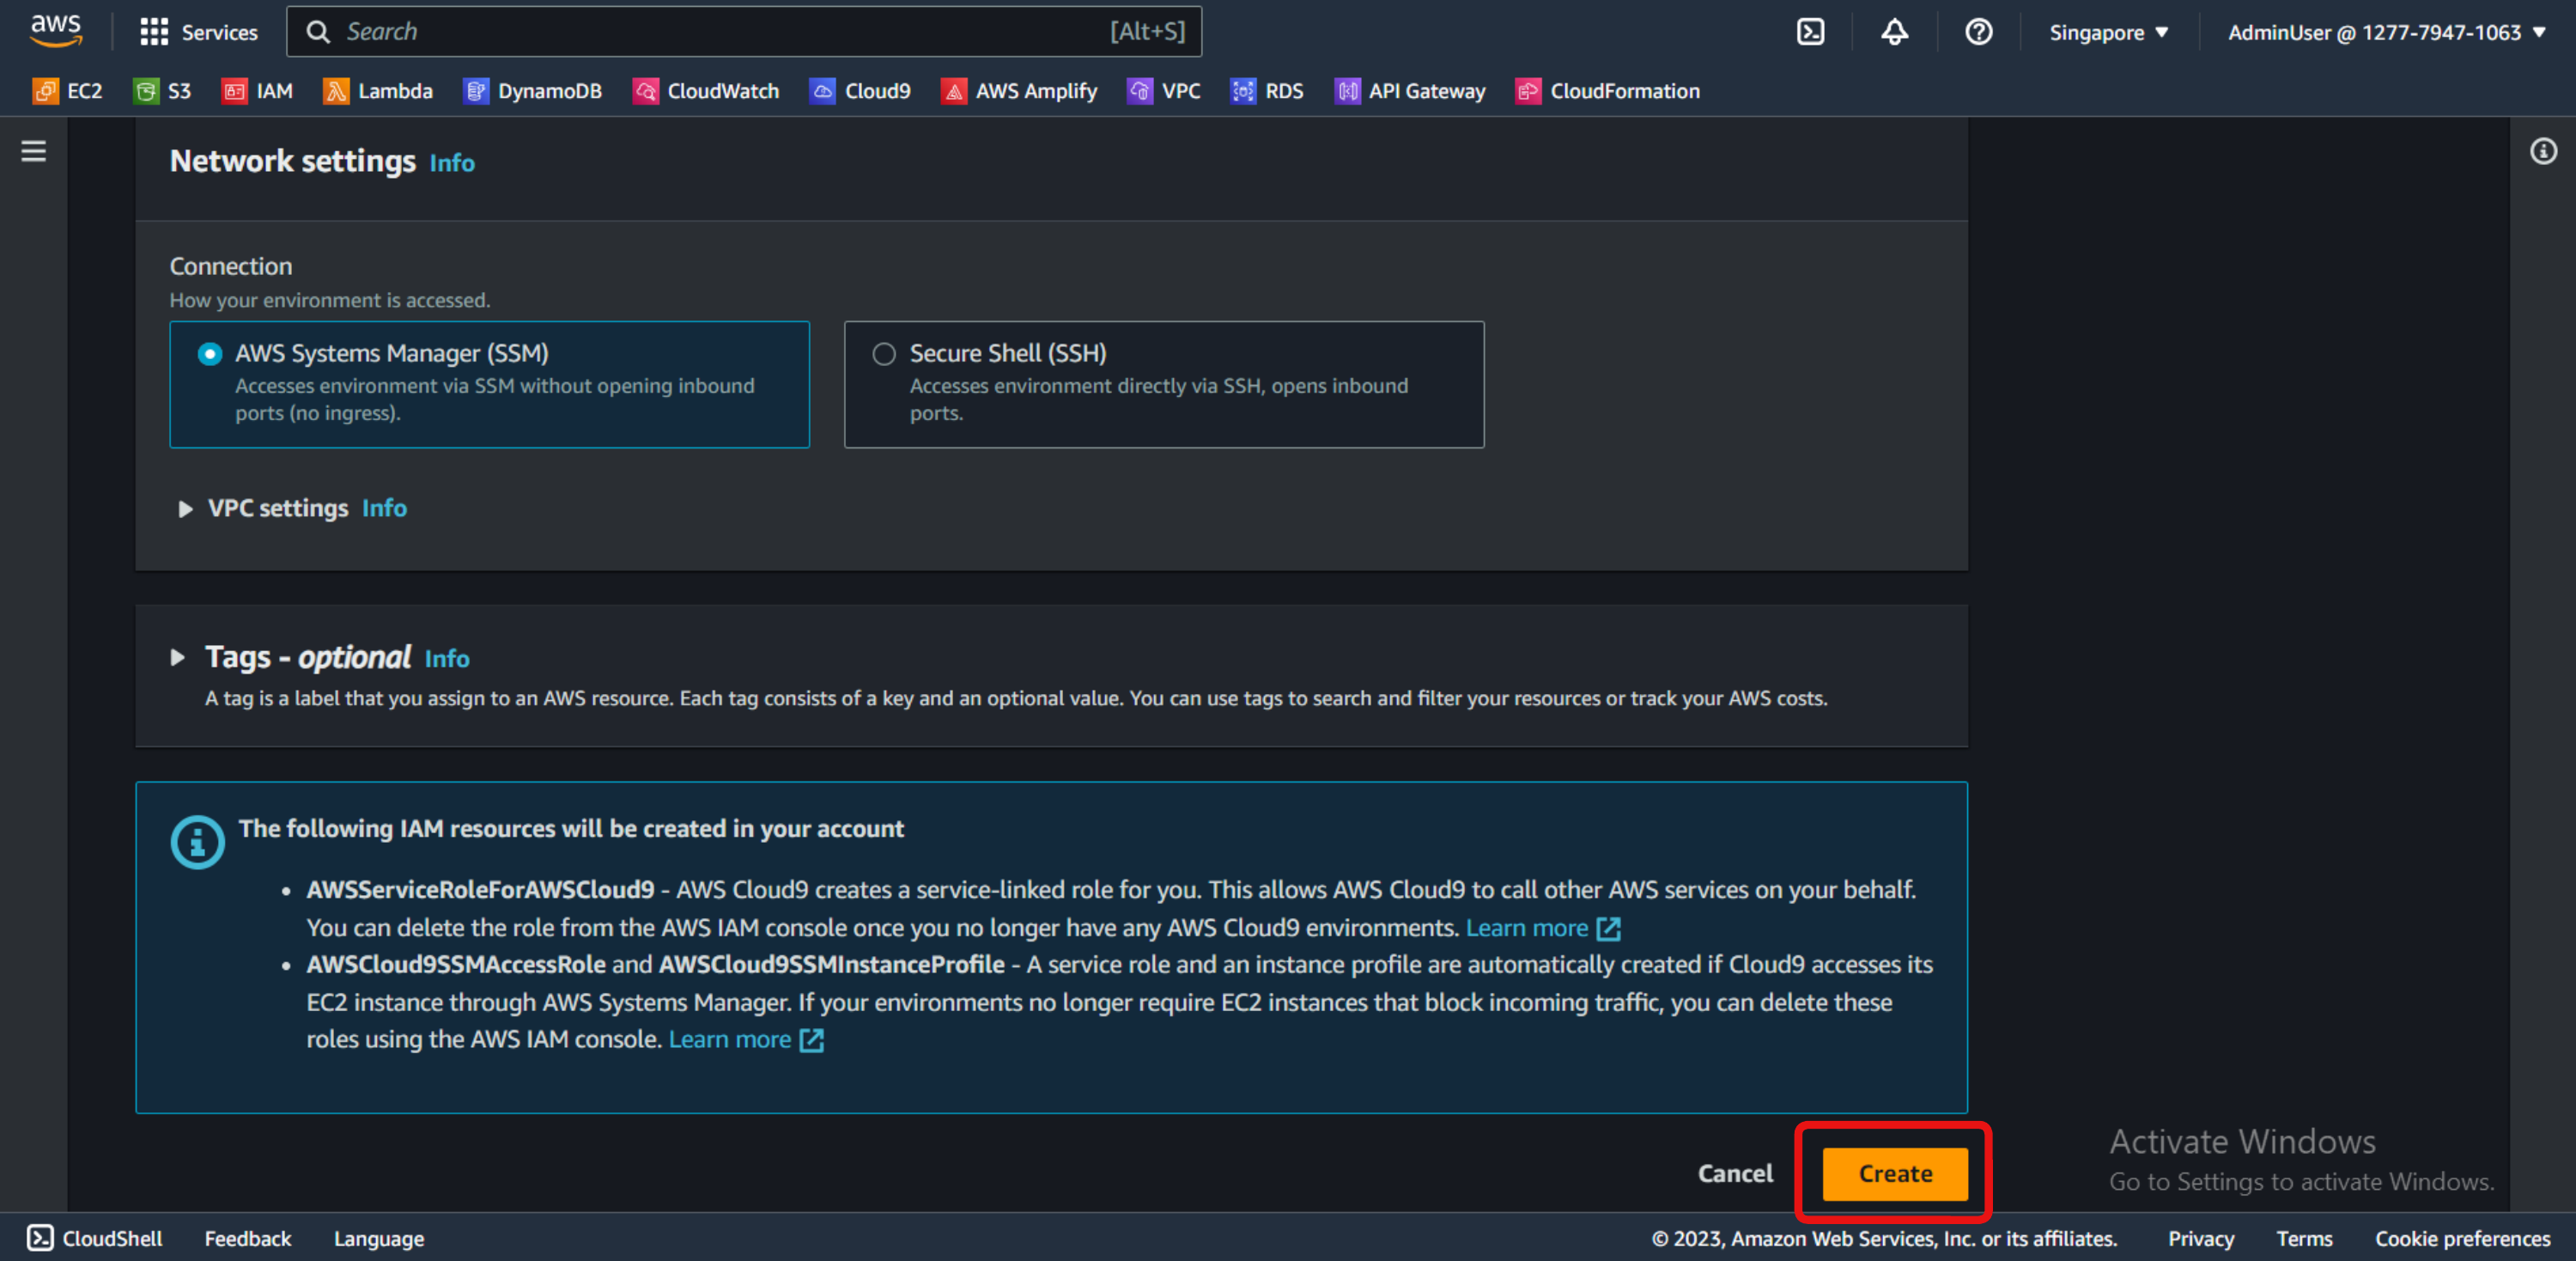 aws Services Search [Alt+S] Singapore AdminUser @ 1277-7947-1063
EC2 S3 IAM Lambda DynamoDB CloudWatch Cloud9 AWS Amplify VPC RDS API Gateway CloudFormation
Network settings Info
Connection
How your environment is accessed.
AWS Systems Manager (SSM)
Accesses environment via SSM without opening inbound
ports (no ingress).
Secure Shell (SSH)
Accesses environment directly via SSH, opens inbound
ports.
VPC settings Info
Tags - optional Info
A tag is a label that you assign to an AWS resource. Each tag consists of a key and an optional value. You can use tags to search and filter your resources or track your AWS costs.
The following IAM resources will be created in your account
• AWSServiceRoleForAWSCloud9 - AWS Cloud9 creates a service-linked role for you. This allows AWS Cloud9 to call other AWS services on your behalf.
You can delete the role from the AWS IAM console once you no longer have any AWS Cloud9 environments. Learn more
• AWSCloud9SSMAccessRole and AWSCloud9SSMInstanceProfile - A service role and an instance profile are automatically created if Cloud9 accesses its
EC2 instance through AWS Systems Manager. If your environments no longer require EC2 instances that block incoming traffic, you can delete these
roles using the AWS IAM console. Learn more
Cancel Create
Activate Windows
Go to Settings to activate Windows.
CloudShell Feedback Language © 2023, Amazon Web Services, Inc. or its affiliates. Privacy Terms Cookie preferences